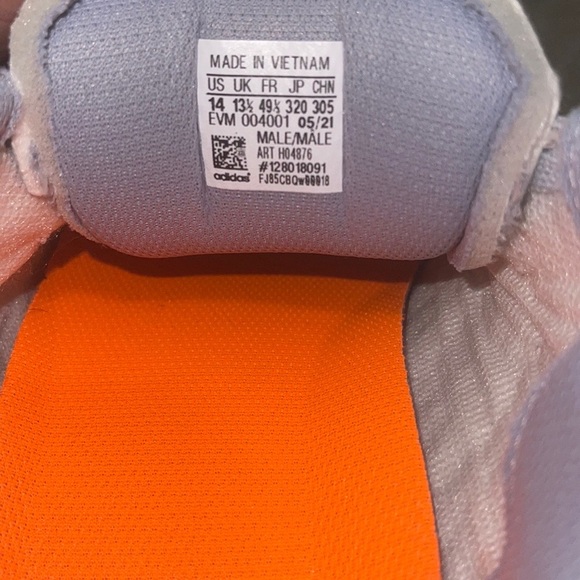 MADE IN VIETNAM
US UK FR JP CHN
14 13½ 49⅓ 320 305
EVM 004001 05/21
MALE/MALE
ART H04876
#128018091
adidas FJ85CBQw00018